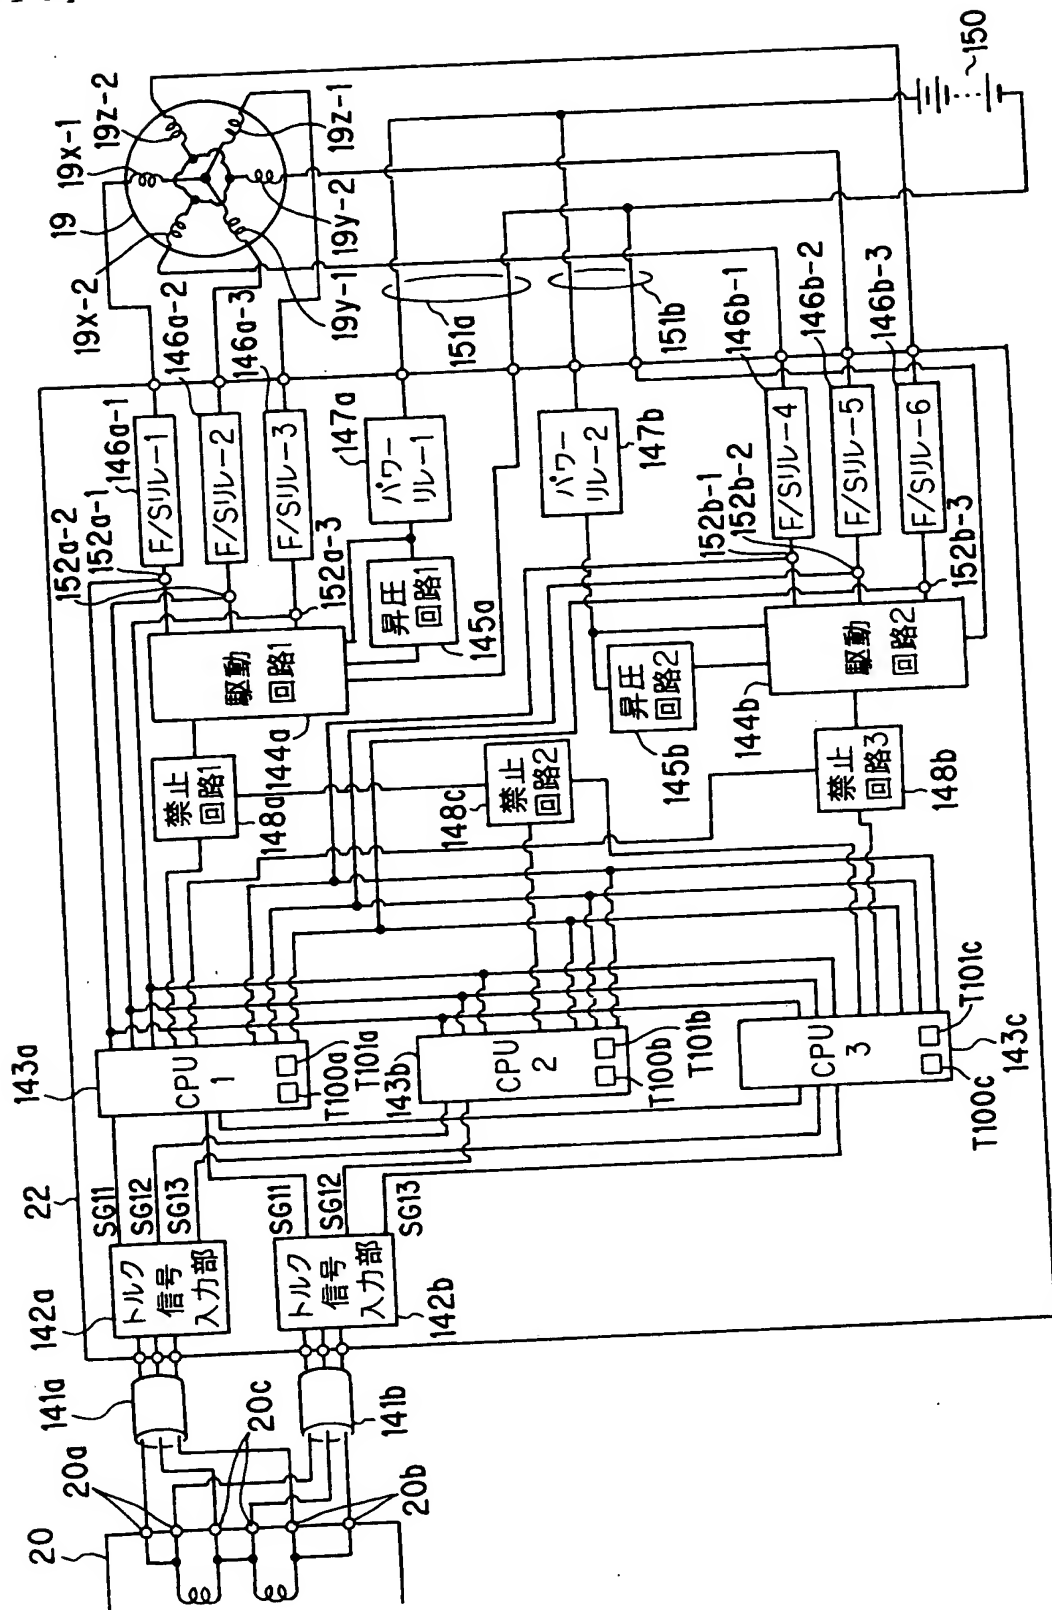 19z-2
19x-1
19
19x-2
19z-1
19y-2
19y-1
150
146a-1
146a-2
146a-3
F/Sリレー1
F/Sリレー2
F/Sリレー3
147a
パワー
リレー1
151a
151b
パワー
リレー2
147b
146b-1
146b-2
146b-3
F/Sリレー4
F/Sリレー5
F/Sリレー6
152a-2
152a-1
152a-3
152b-1
152b-2
152b-3
昇圧
回路1
145a
駆動
回路1
144a
昇圧
回路2
145b
駆動
回路2
144b
禁止
回路1
148a
禁止
回路2
148c
禁止
回路3
148b
143a
CPU
1
T100a
T101a
143b
CPU
2
T100b
T101b
CPU
3
T100c
T101c
143c
22
SG11
SG12
SG13
SG11
SG12
SG13
142a
トルク
信号
入力部
トルク
信号
入力部
142b
141a
141b
20
20a
20c
20b